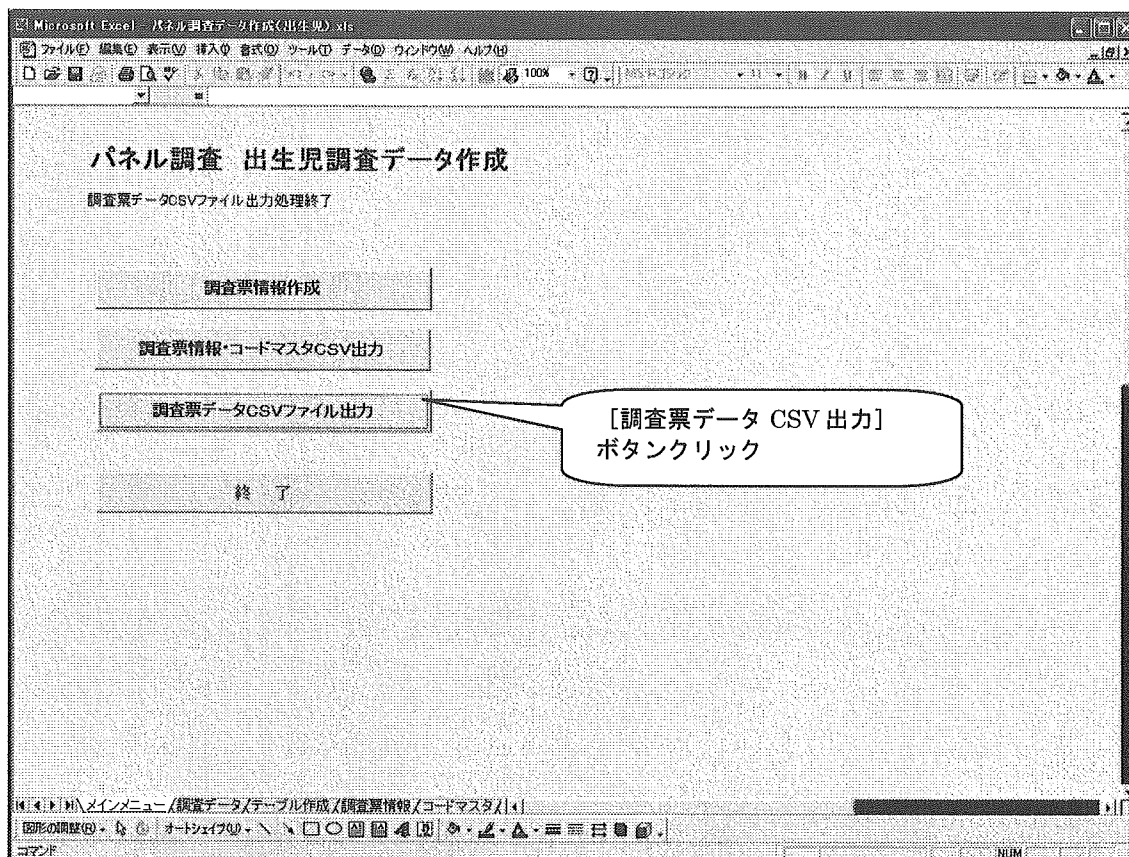 Microsoft Excel - パネル調査データ作成(出生児).xls
ファイル(F) 編集(E) 表示(V) 挿入(I) 書式(O) ツール(T) データ(D) ウィンドウ(W) ヘルプ(H)
100%
パネル調査 出生児調査データ作成
調査票データCSVファイル出力処理終了
調査票情報作成
調査票情報・コードマスタCSV出力
調査票データCSVファイル出力
[調査票データ CSV 出力]
ボタンクリック
終 了
メインメニュー/調査データ/テーブル作成/調査票情報/コードマスタ/
図形の調整(R) オートシェイプ(U)
コマンド
NUM